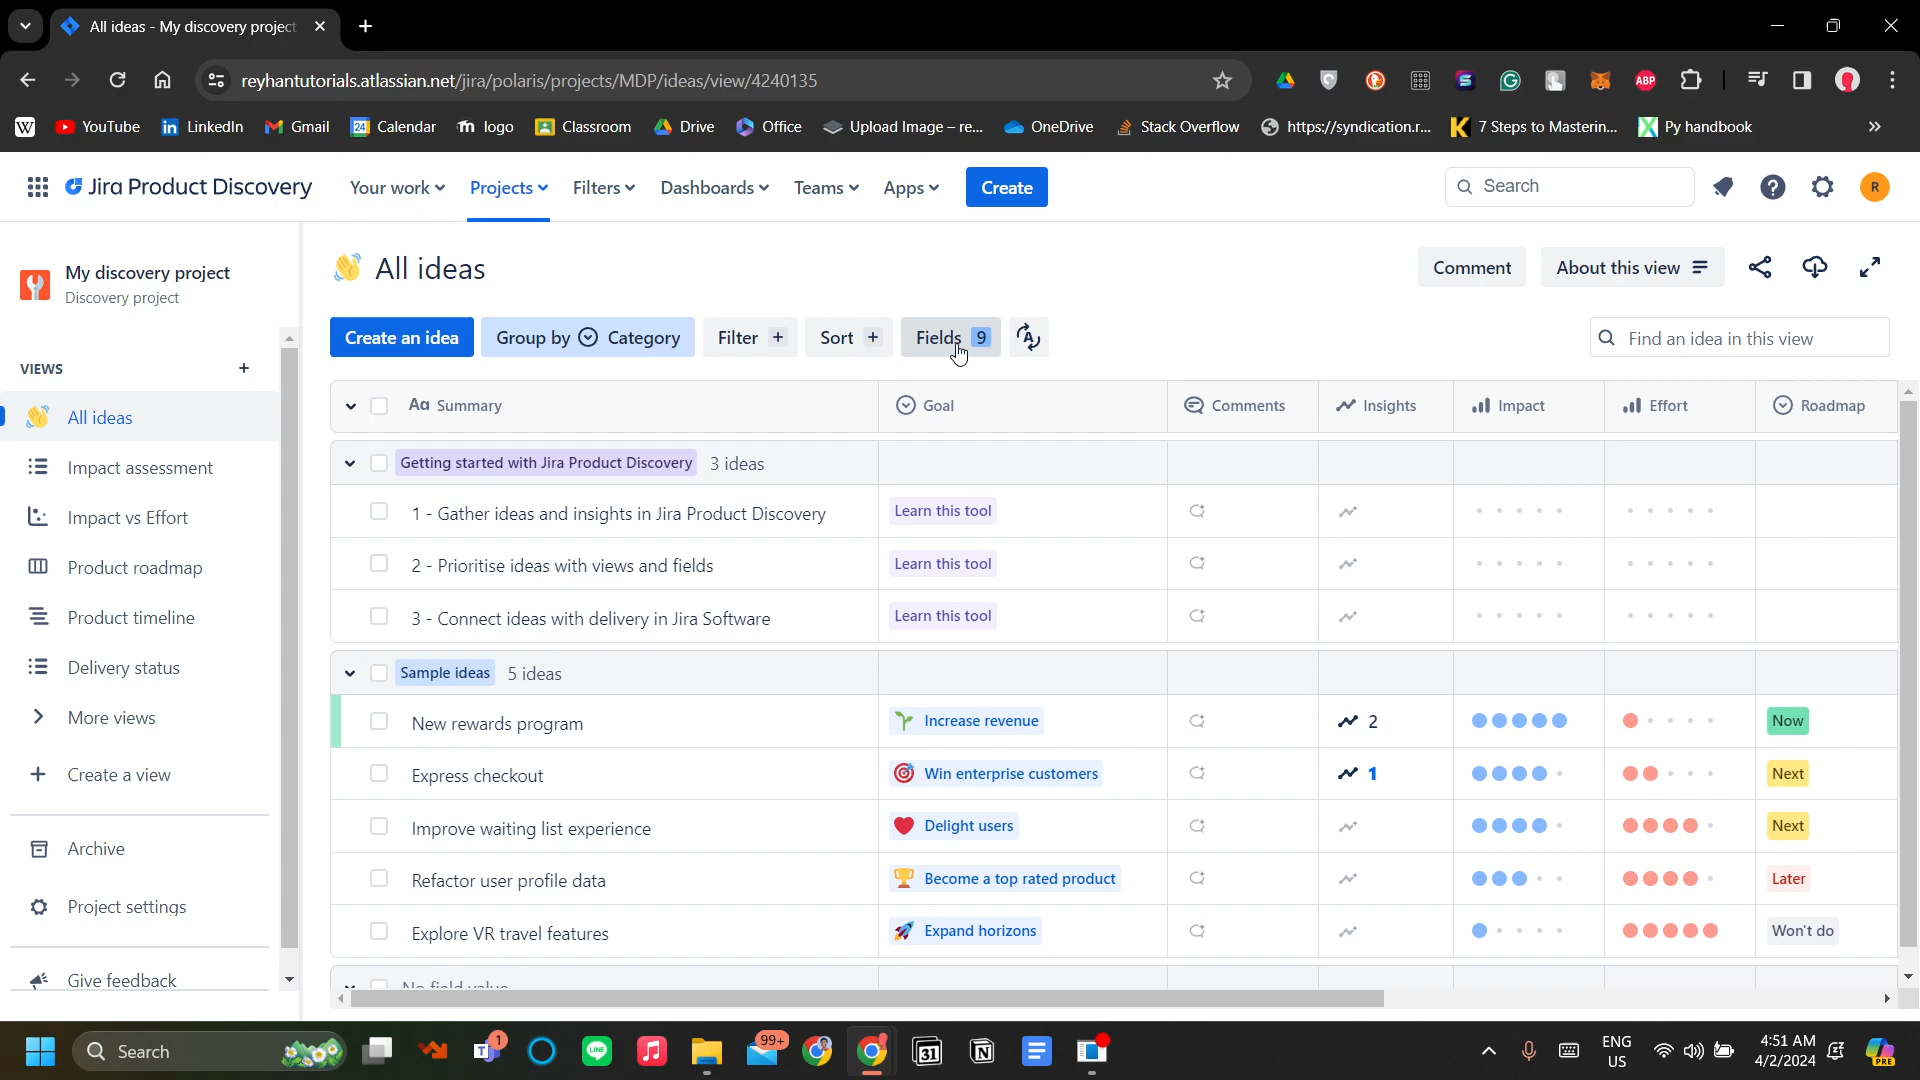 All ideas - My discovery project
reyhantutorials.atlassian.net/jira/polaris/projects/MDP/ideas/view/4240135
ABP
W YouTube LinkedIn Gmail 24 Calendar m logo Classroom Drive Office Upload Image – re... OneDrive Stack Overflow https://syndication.r... 7 Steps to Masterin... Py handbook
Jira Product Discovery Your work Projects Filters Dashboards Teams Apps Create Search R
My discovery project
Discovery project
All ideas Comment About this view
Create an idea Group by Category Filter + Sort + Fields 9 Find an idea in this view
VIEWS +
All ideas
Impact assessment
Impact vs Effort
Product roadmap
Product timeline
Delivery status
More views
+ Create a view
Archive
Project settings
Give feedback
Aa Summary Goal Comments Insights Impact Effort Roadmap
Getting started with Jira Product Discovery 3 ideas
1 - Gather ideas and insights in Jira Product Discovery Learn this tool
2 - Prioritise ideas with views and fields Learn this tool
3 - Connect ideas with delivery in Jira Software Learn this tool
Sample ideas 5 ideas
New rewards program Increase revenue 2 Now
Express checkout Win enterprise customers 1 Next
Improve waiting list experience Delight users Next
Refactor user profile data Become a top rated product Later
Explore VR travel features Expand horizons Won't do
No field value
Search 1 LINE 99+ 31 ENG 4:51 AM
US 4/2/2024 PRE